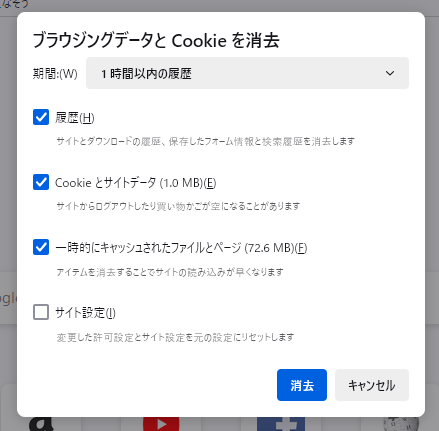 なそう
ブラウジングデータと Cookie を消去
期間:(W) 1 時間以内の履歴
履歴(H)
サイトとダウンロードの履歴、保存したフォーム情報と検索履歴を消去します
Cookie とサイトデータ (1.0 MB)(E)
サイトからログアウトしたり買い物かごが空になることがあります
一時的にキャッシュされたファイルとページ (72.6 MB)(F)
アイテムを消去することでサイトの読み込みが早くなります
サイト設定(I)
変更した許可設定とサイト設定を元の設定にリセットします
消去 キャンセル